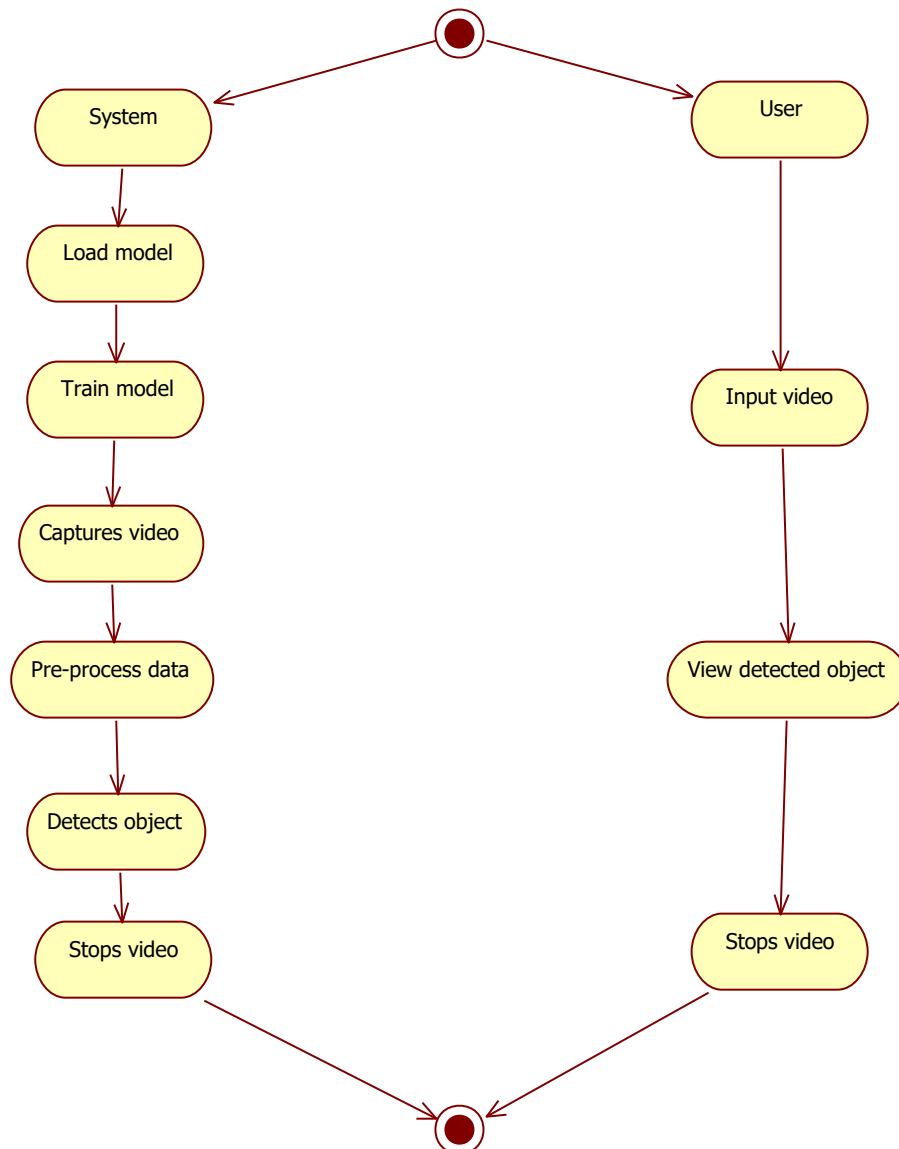 System
User
Load model
Train model
Input video
Captures video
Pre-process data
View detected object
Detects object
Stops video
Stops video